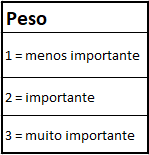 Peso
1 = menos importante
2 = importante
3 = muito importante